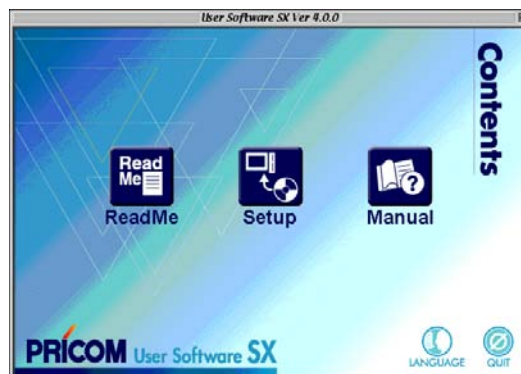 User Software SX Ver 4.0.0
Contents
Read
Me
ReadMe
Setup
Manual
PRICOM User Software SX
LANGUAGE
QUIT